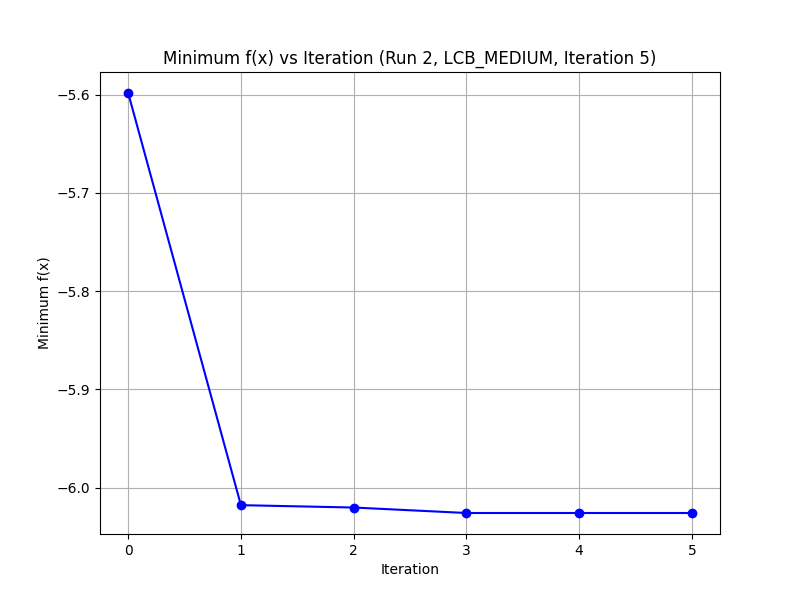 Minimum f(x) vs Iteration (Run 2, LCB_MEDIUM, Iteration 5)
Minimum f(x)
−5.6
−5.7
−5.8
−5.9
−6.0
0 1 2 3 4 5
Iteration